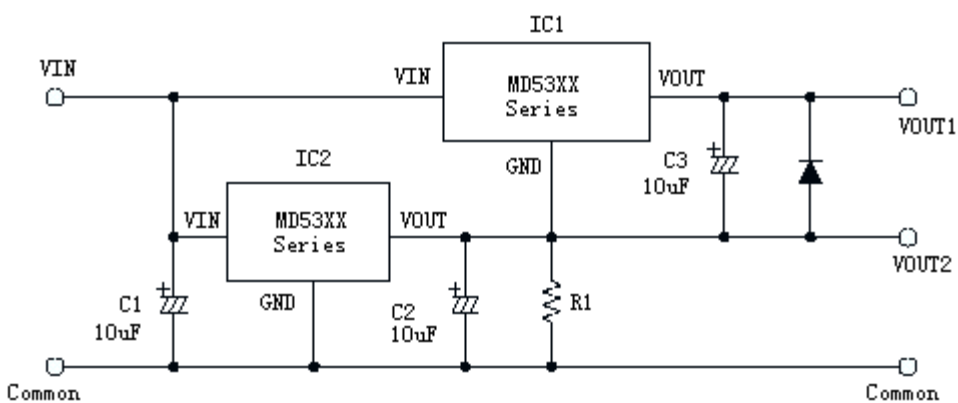 IC1
VIN
VIN
MD53XX
Series
VOUT
VOUT1
GND
C3
10uF
IC2
VIN
MD53XX
Series
VOUT
VOUT2
GND
C1
10uF
C2
10uF
R1
Common
Common